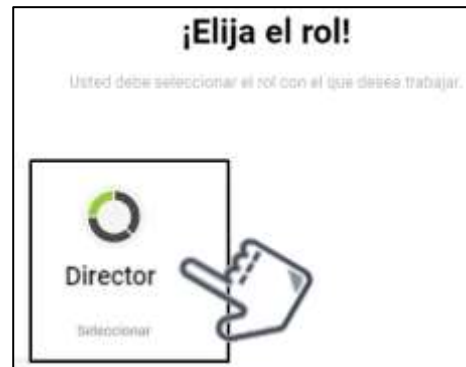 ¡Elija el rol!
Usted debe seleccionar el rol con el que desea trabajar.
Director
Seleccionar